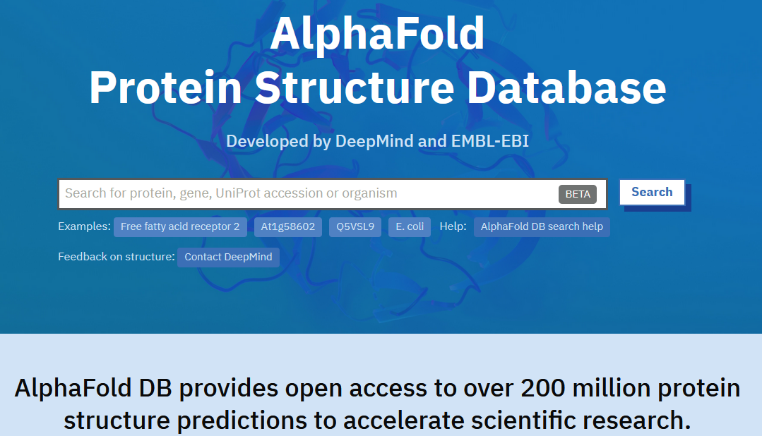 AlphaFold
Protein Structure Database
Developed by DeepMind and EMBL-EBI
Search for protein, gene, UniProt accession or organism BETA Search
Examples: Free fatty acid receptor 2 At1g58602 Q5VSL9 E. coli Help: AlphaFold DB search help
Feedback on structure: Contact DeepMind
AlphaFold DB provides open access to over 200 million protein
structure predictions to accelerate scientific research.